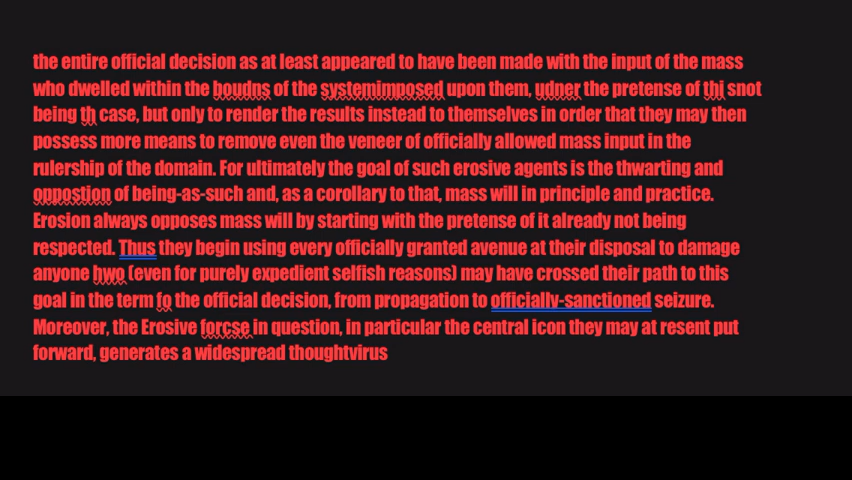 the entire official decision as at least appeared to have been made with the input of the mass
who dwelled within the boudns of the systemimposed upon them, udner the pretense of thi snot
being th case, but only to render the results instead to themselves in order that they may then
possess more means to remove even the veneer of officially allowed mass input in the
rulership of the domain. For ultimately the goal of such erosive agents is the thwarting and
oppostion of being-as-such and, as a corollary to that, mass will in principle and practice.
Erosion always opposes mass will by starting with the pretense of it already not being
respected. Thus they begin using every officially granted avenue at their disposal to damage
anyone hwo (even for purely expedient selfish reasons) may have crossed their path to this
goal in the term fo the official decision, from propagation to officially-sanctioned seizure.
Moreover, the Erosive forcse in question, in particular the central icon they may at resent put
forward, generates a widespread thoughtvirus